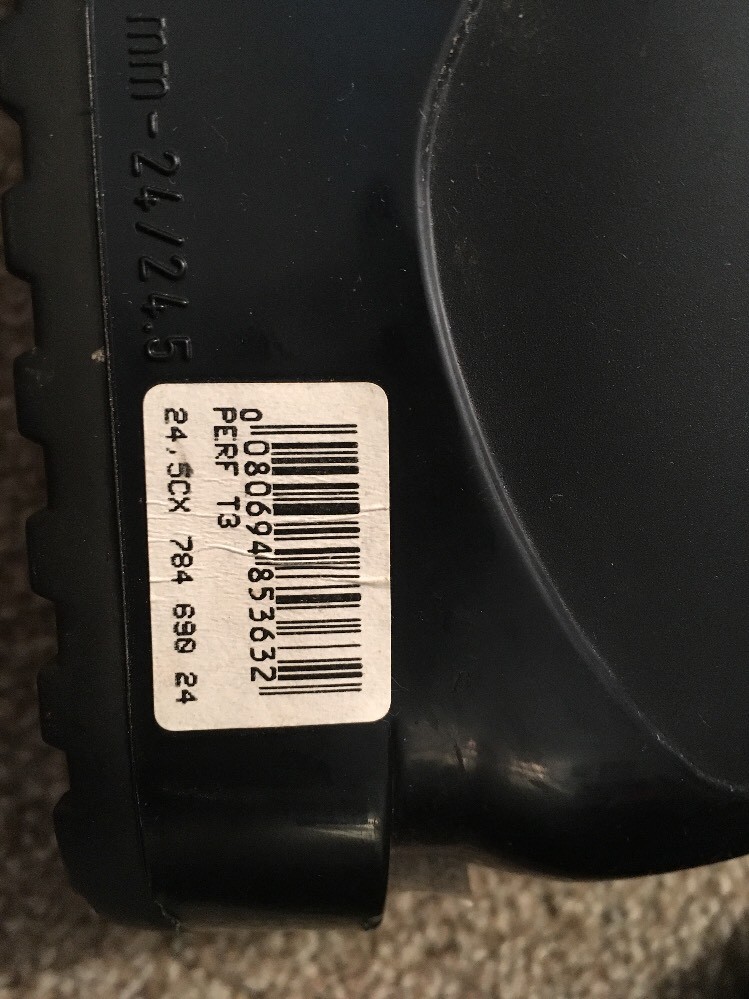 mm-24/24.5
0 080694 853632
PERF T3
24.5CX 784 690 24